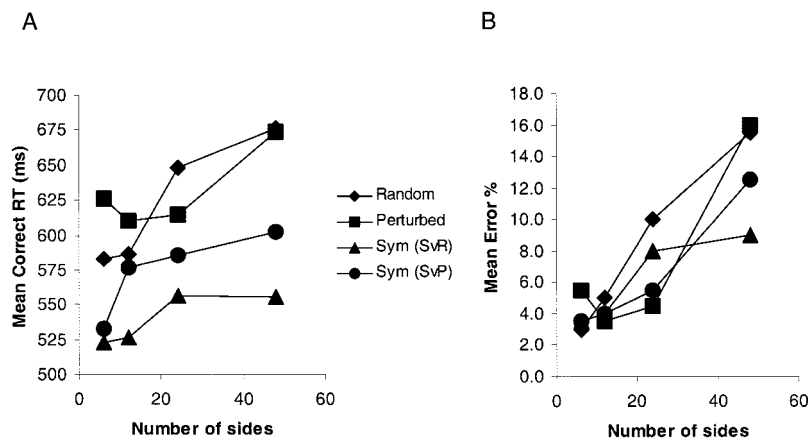 A
Mean Correct RT (ms)
700
675
650
625
600
575
550
525
500
0
20
40
60
Number of sides
Random
Perturbed
Sym (SvR)
Sym (SvP)
B
Mean Error %
18.0
16.0
14.0
12.0
10.0
8.0
6.0
4.0
2.0
0.0
0
20
40
60
Number of sides